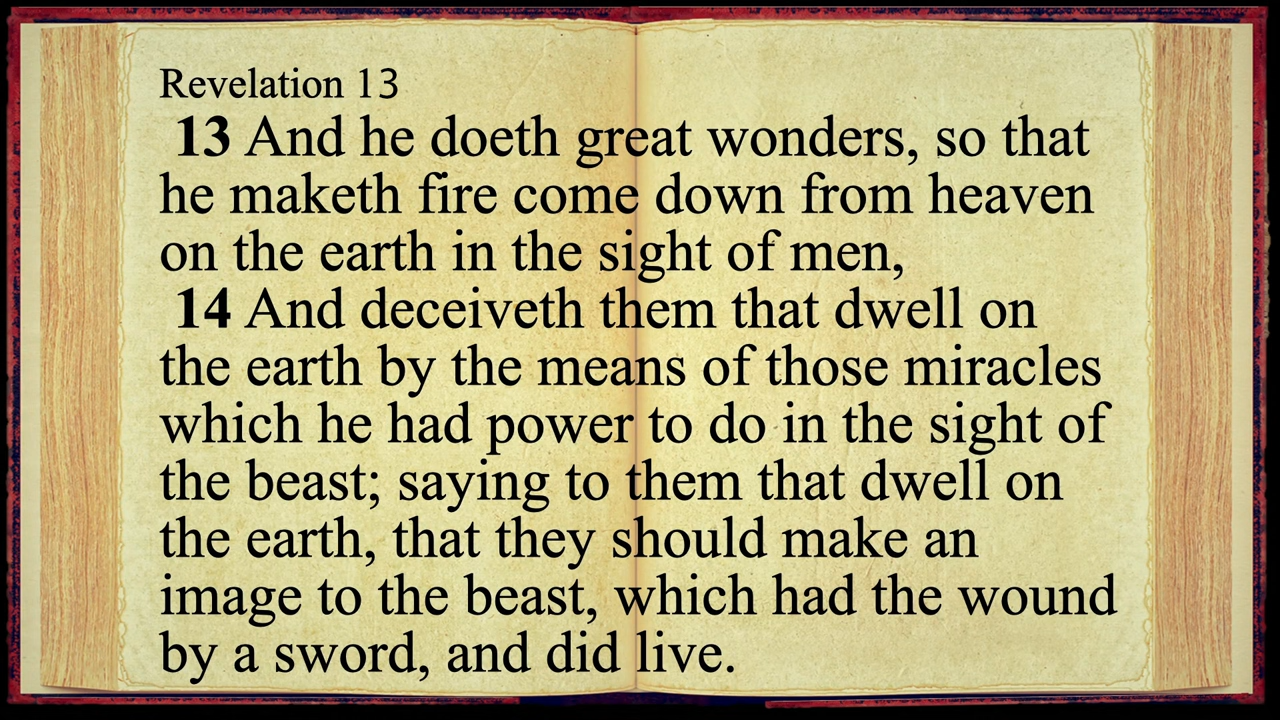 Revelation 13
13 And he doeth great wonders, so that
he maketh fire come down from heaven
on the earth in the sight of men,
14 And deceiveth them that dwell on
the earth by the means of those miracles
which he had power to do in the sight of
the beast; saying to them that dwell on
the earth, that they should make an
image to the beast, which had the wound
by a sword, and did live.